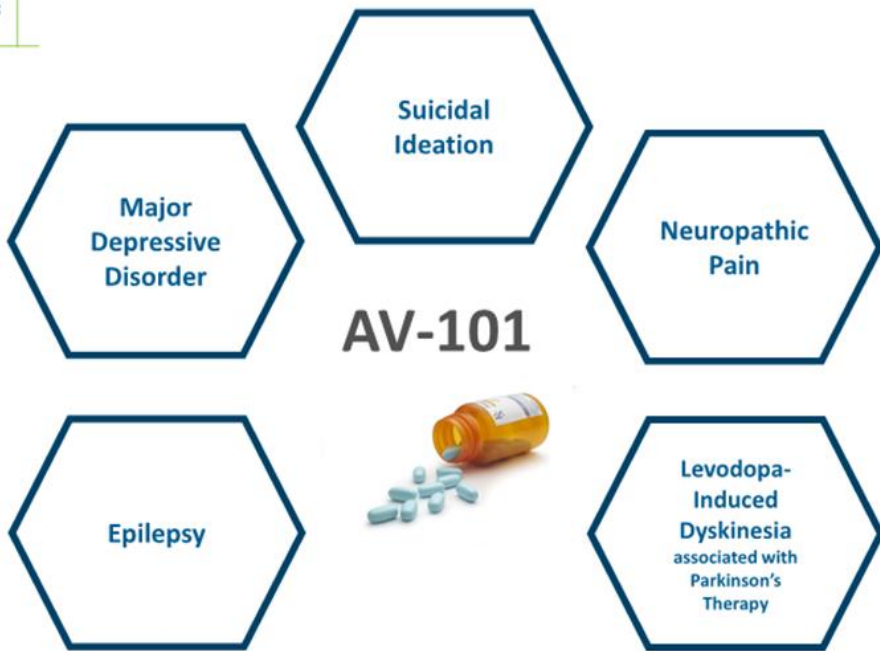 Suicidal
Ideation
Major
Depressive
Disorder
Neuropathic
Pain
AV-101
Epilepsy
Levodopa-
Induced
Dyskinesia
associated with
Parkinson's
Therapy